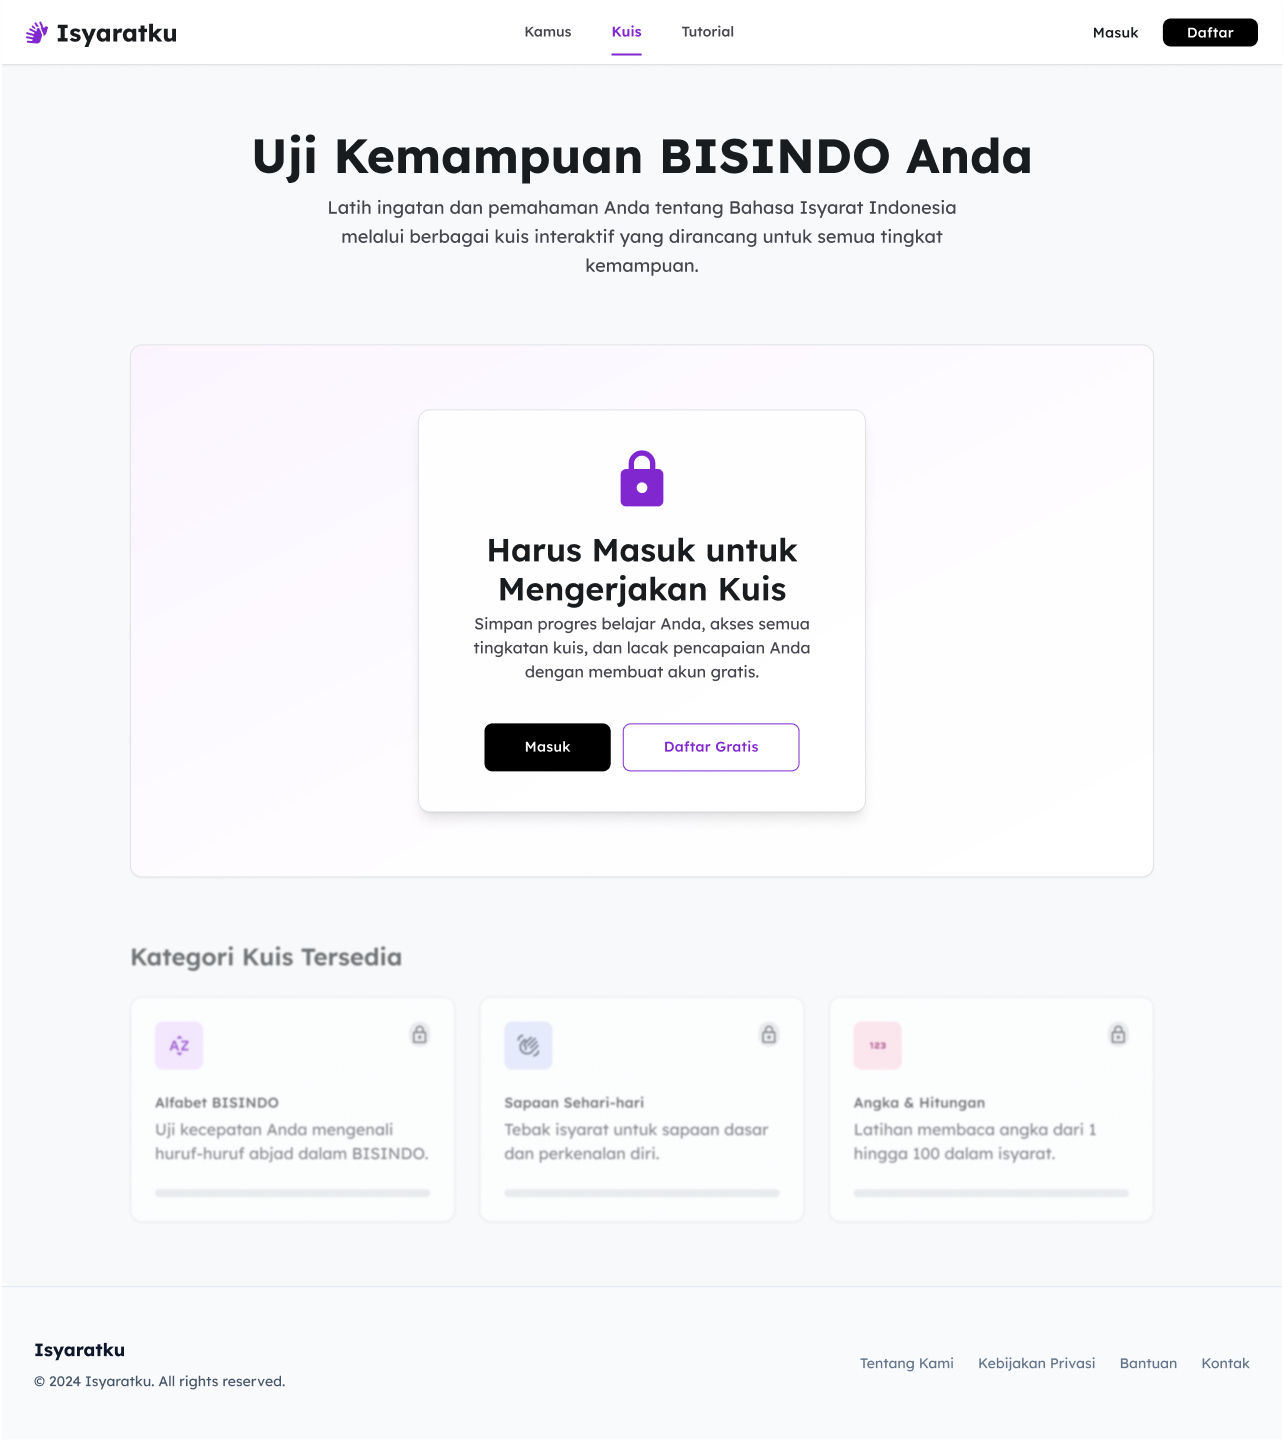 Isyaratku
Kamus
Kuis
Tutorial
Masuk
Daftar
Uji Kemampuan BISINDO Anda
Latih ingatan dan pemahaman Anda tentang Bahasa Isyarat Indonesia
melalui berbagai kuis interaktif yang dirancang untuk semua tingkat
kemampuan.
Harus Masuk untuk
Mengerjakan Kuis
Simpan progres belajar Anda, akses semua
tingkatan kuis, dan lacak pencapaian Anda
dengan membuat akun gratis.
Masuk
Daftar Gratis
Kategori Kuis Tersedia
AZ
Alfabet BISINDO
Uji kecepatan Anda mengenali
huruf-huruf abjad dalam BISINDO.
Sapaan Sehari-hari
Tebak isyarat untuk sapaan dasar
dan perkenalan diri.
123
Angka & Hitungan
Latihan membaca angka dari 1
hingga 100 dalam isyarat.
Isyaratku
© 2024 Isyaratku. All rights reserved.
Tentang Kami
Kebijakan Privasi
Bantuan
Kontak